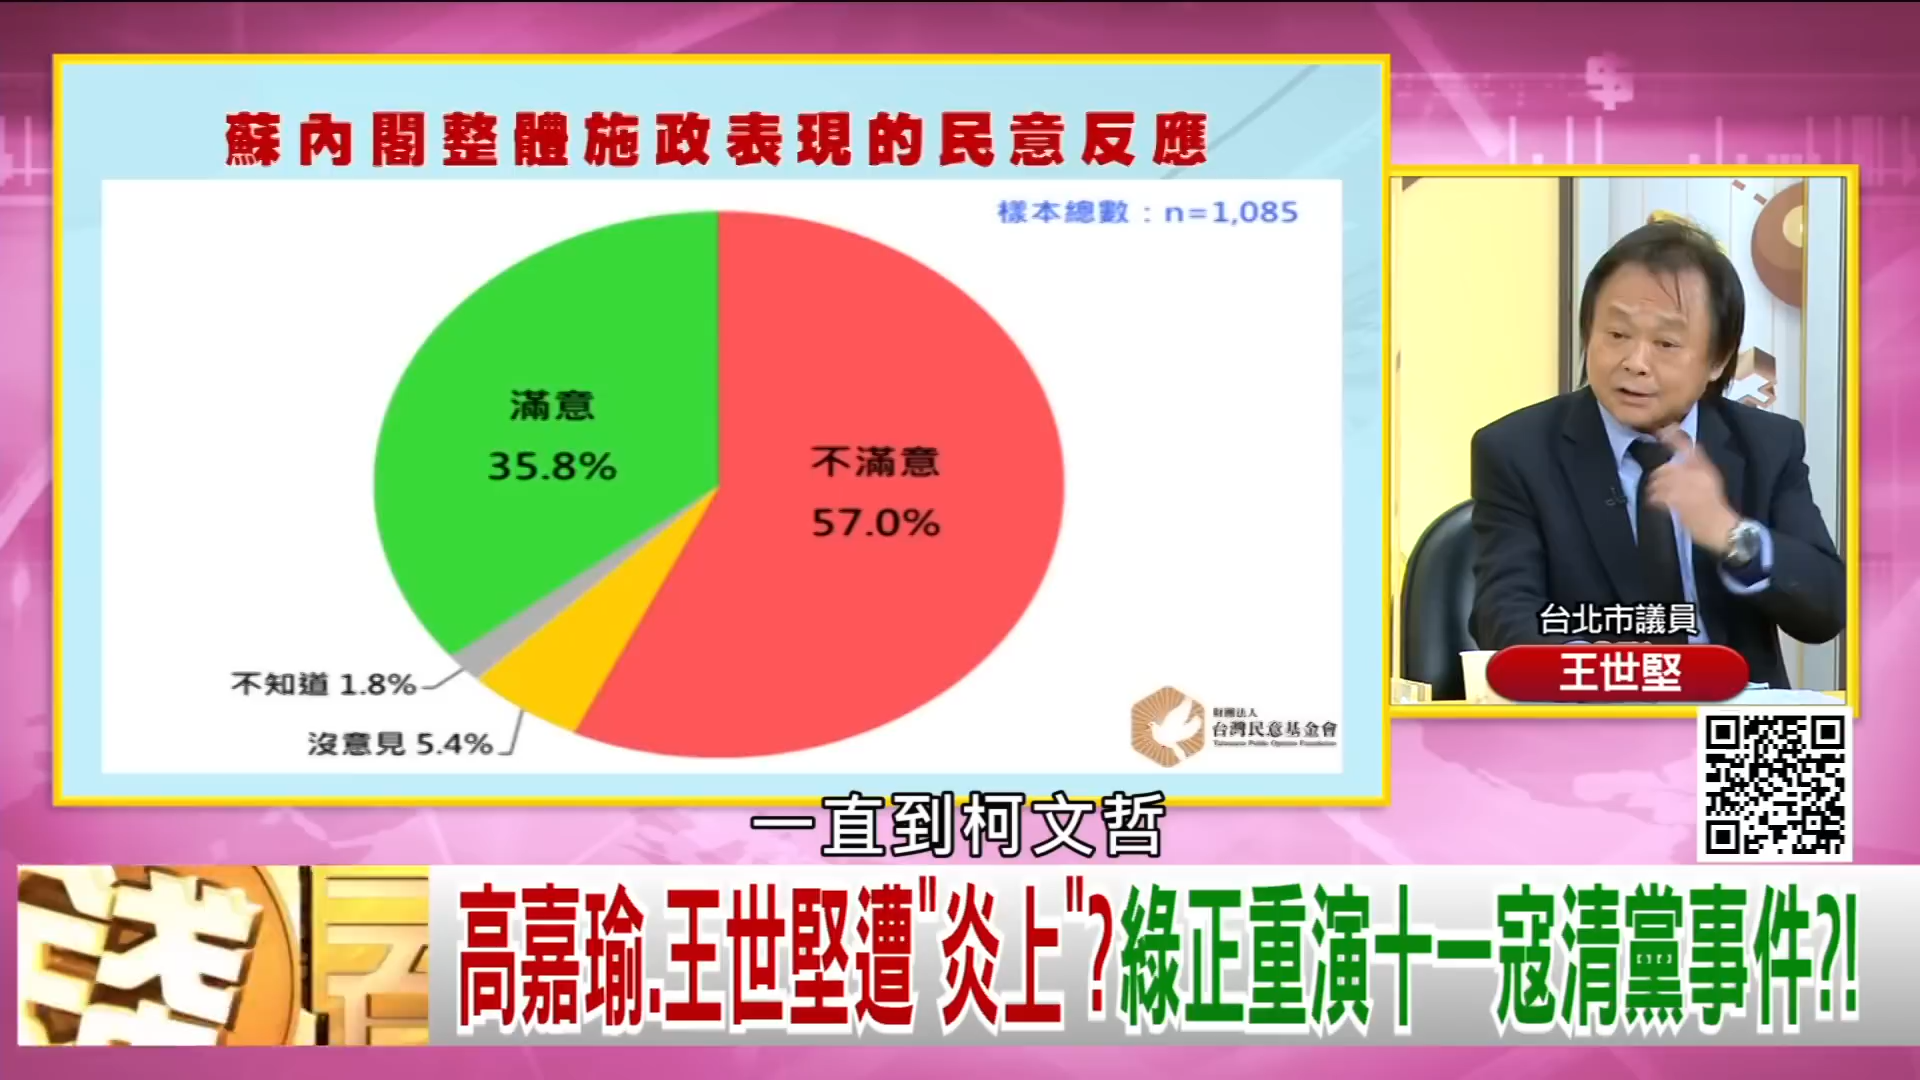 蘇內閣整體施政表現的民意反應
樣本總數：n=1,085
滿意
35.8%
不滿意
57.0%
不知道 1.8%
沒意見 5.4%
財團法人
台灣民意基金會
Taiwanese Public Opinion Foundation
台北市議員
王世堅
一直到柯文哲
高嘉瑜.王世堅遭"炎上"?綠正重演十一寇清黨事件?!